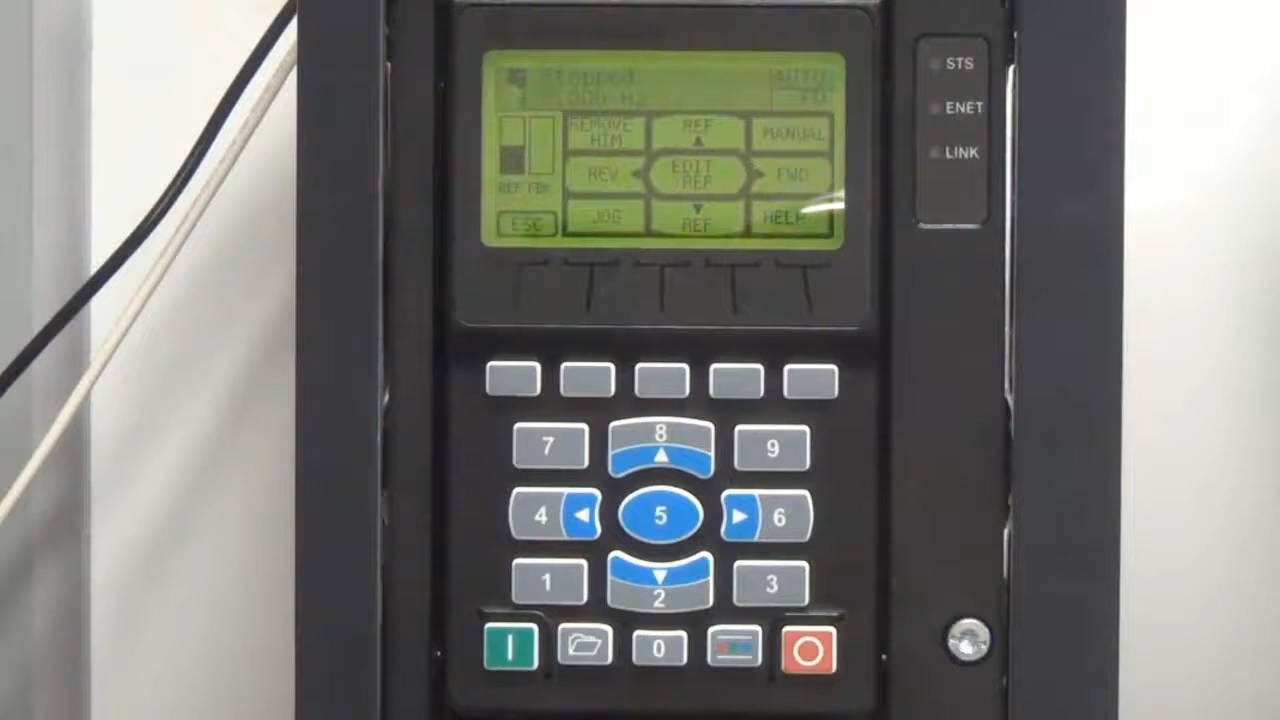 Stopped
AUTO
REMOVE
HIM
REF
MANUAL
REV
EDIT
REF
FWD
REF FBK
ESC
JOG
REF
HELP
STS
ENET
LINK
7
8
9
4
5
6
1
2
3
0